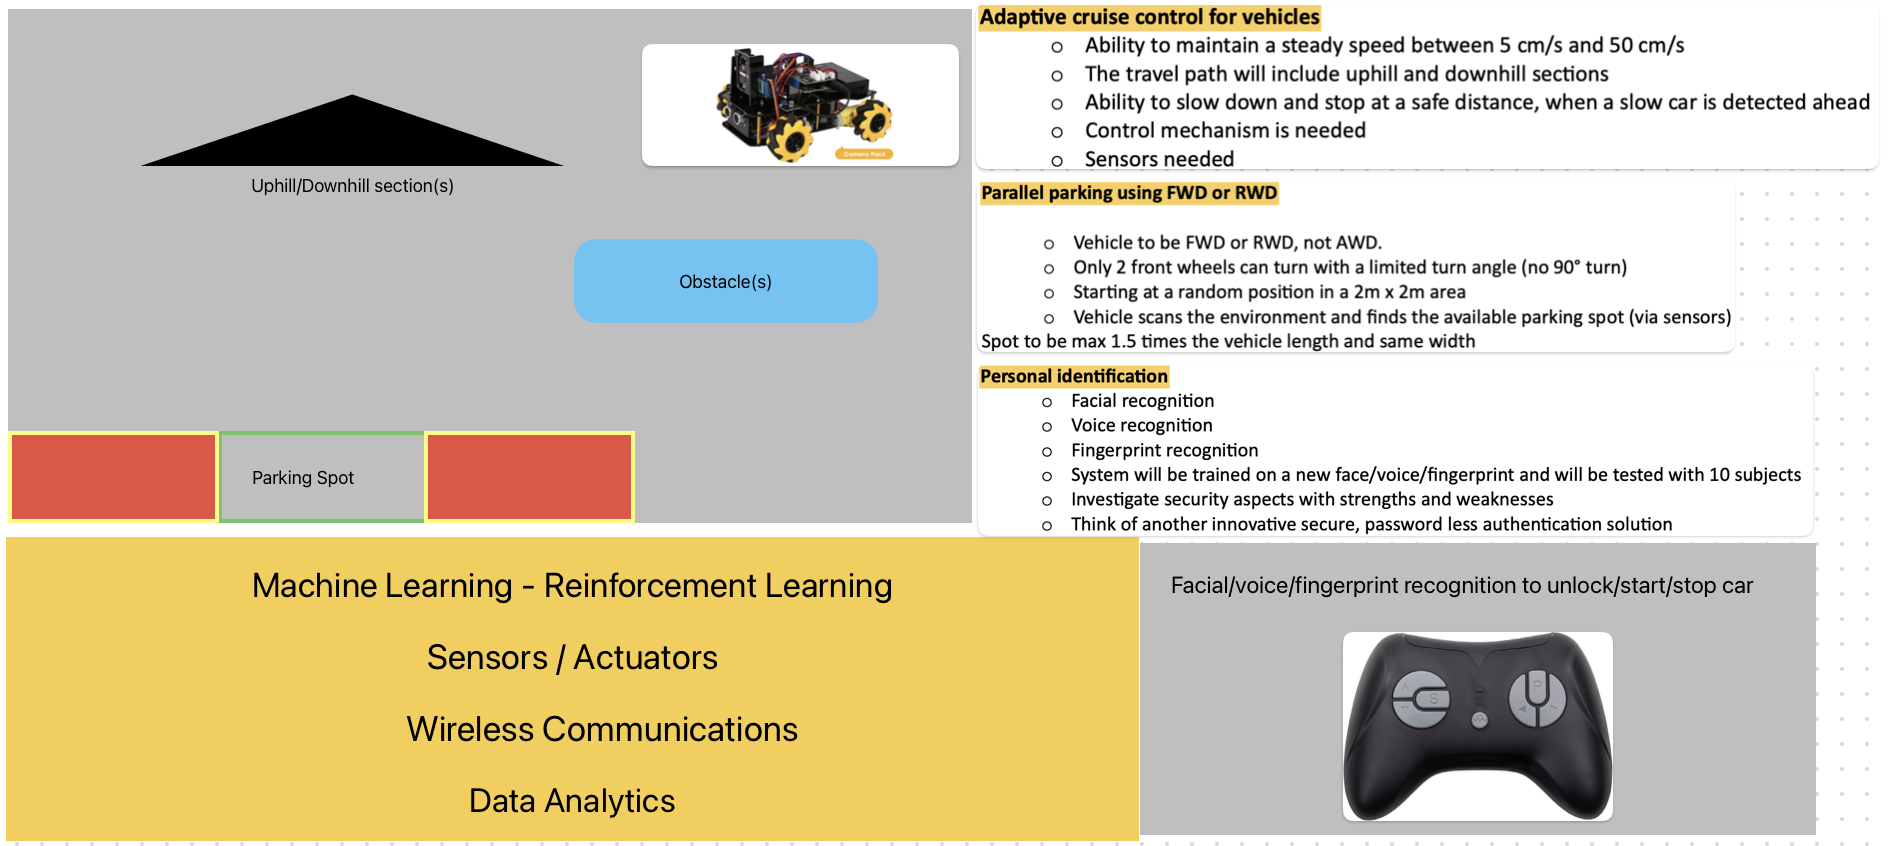 Adaptive cruise control for vehicles
o Ability to maintain a steady speed between 5 cm/s and 50 cm/s
o The travel path will include uphill and downhill sections
o Ability to slow down and stop at a safe distance, when a slow car is detected ahead
o Control mechanism is needed
o Sensors needed
Camera Pack
Uphill/Downhill section(s)
Obstacle(s)
Parking Spot
Parallel parking using FWD or RWD
o Vehicle to be FWD or RWD, not AWD.
o Only 2 front wheels can turn with a limited turn angle (no 90° turn)
o Starting at a random position in a 2m x 2m area
o Vehicle scans the environment and finds the available parking spot (via sensors)
Spot to be max 1.5 times the vehicle length and same width
Personal identification
o Facial recognition
o Voice recognition
o Fingerprint recognition
o System will be trained on a new face/voice/fingerprint and will be tested with 10 subjects
o Investigate security aspects with strengths and weaknesses
o Think of another innovative secure, password less authentication solution
Machine Learning - Reinforcement Learning
Sensors / Actuators
Wireless Communications
Data Analytics
Facial/voice/fingerprint recognition to unlock/start/stop car
S
P